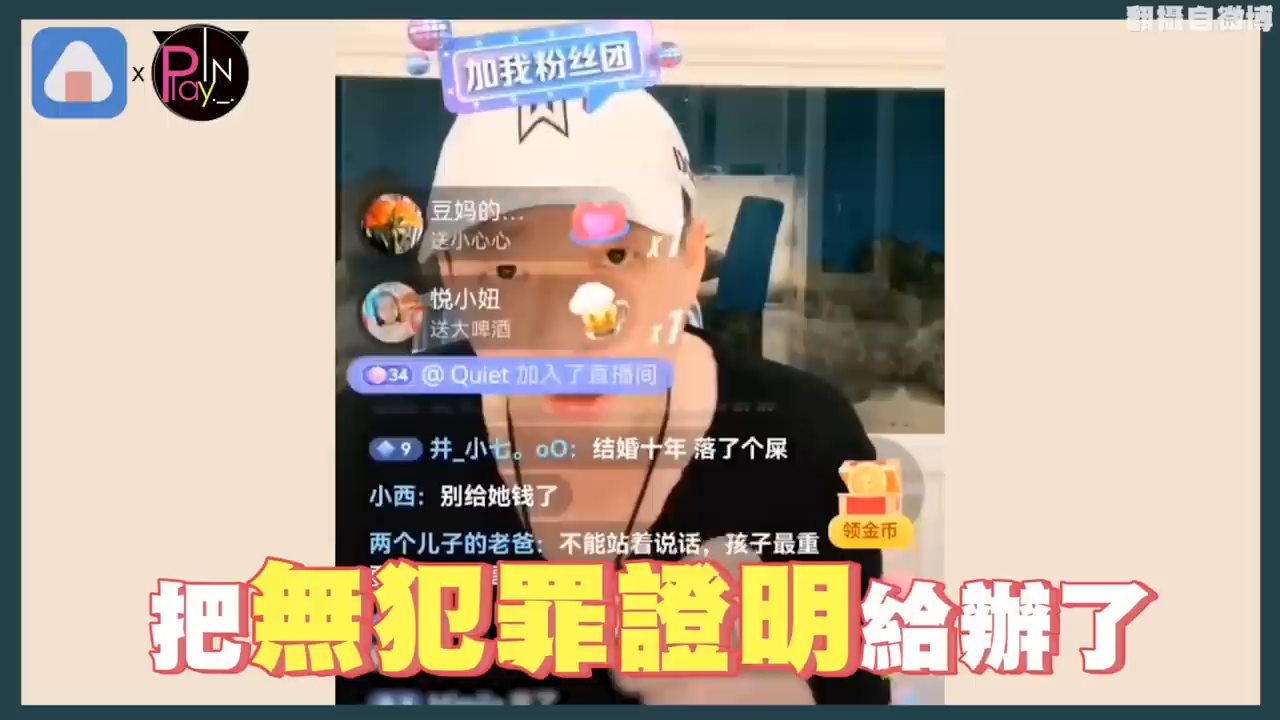 翻攝自微博
x
Play IN
加我粉丝团
豆妈的...
送小心心
x1
悦小妞
送大啤酒
x1
34 @ Quiet 加入了直播间
9 井_小七。oO：结婚十年 落了个屎
小西：别给她钱了
两个儿子的老爸：不能站着说话，孩子最重
领金币
把無犯罪證明給辦了